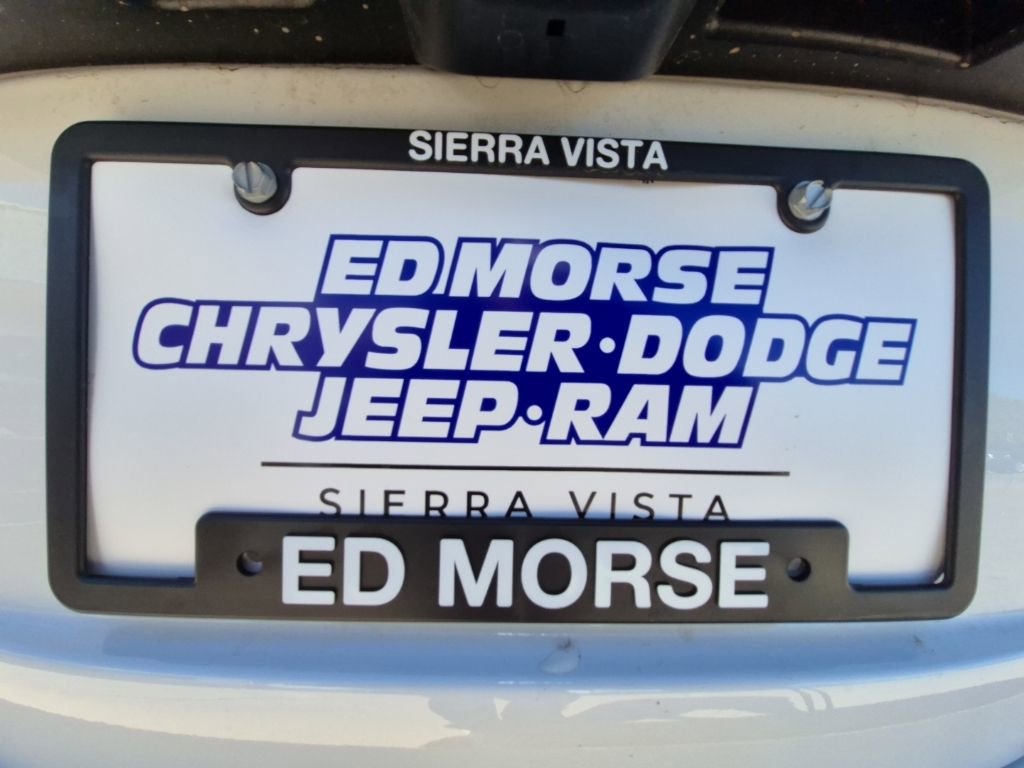 SIERRA VISTA
ED MORSE
CHRYSLER·DODGE
JEEP·RAM
SIERRA VISTA
ED MORSE